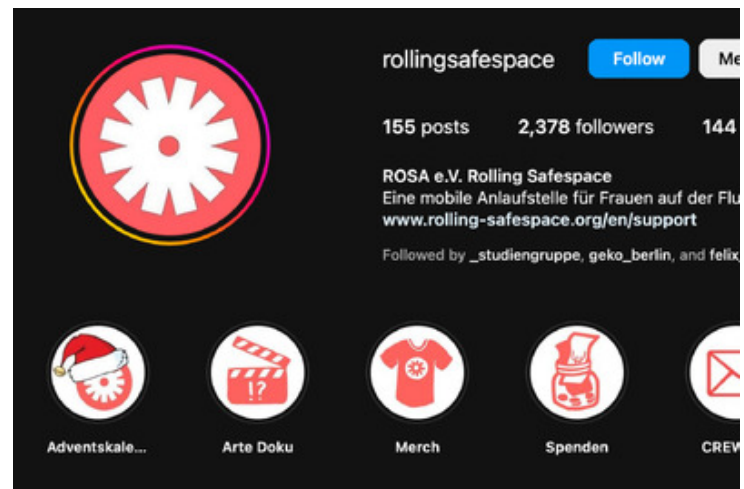 rollingsafespace Follow Me
155 posts 2,378 followers 144
ROSA e.V. Rolling Safespace
Eine mobile Anlaufstelle für Frauen auf der Flu
www.rolling-safespace.org/en/support
Followed by _studiengruppe, geko_berlin, and felix_
!?
Adventskale... Arte Doku Merch Spenden CREW